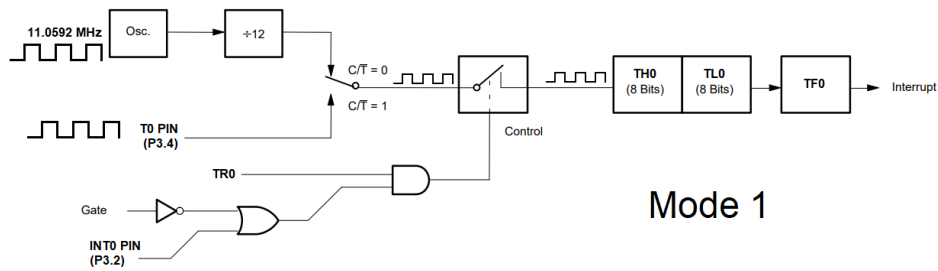 11.0592 MHz
Osc.
÷12
C/T̅ = 0
C/T̅ = 1
T0 PIN
(P3.4)
Control
TH0
(8 Bits)
TL0
(8 Bits)
TF0
Interrupt
TR0
Gate
INT0 PIN
(P3.2)
Mode 1